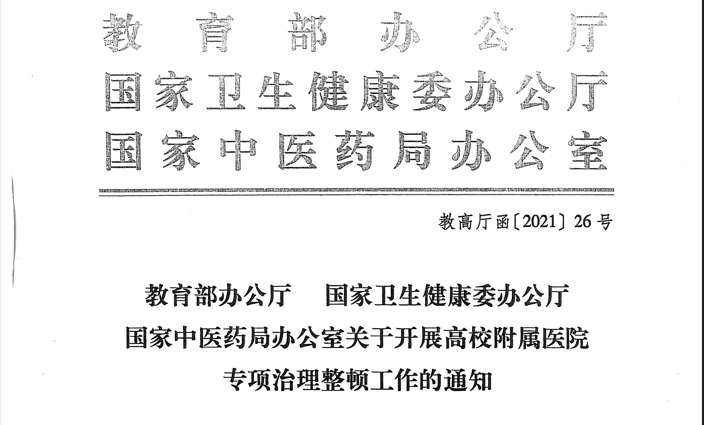 教育部办公厅
国家卫生健康委办公厅
国家中医药局办公室
教高厅函〔2021〕26号
教育部办公厅 国家卫生健康委办公厅
国家中医药局办公室关于开展高校附属医院
专项治理整顿工作的通知